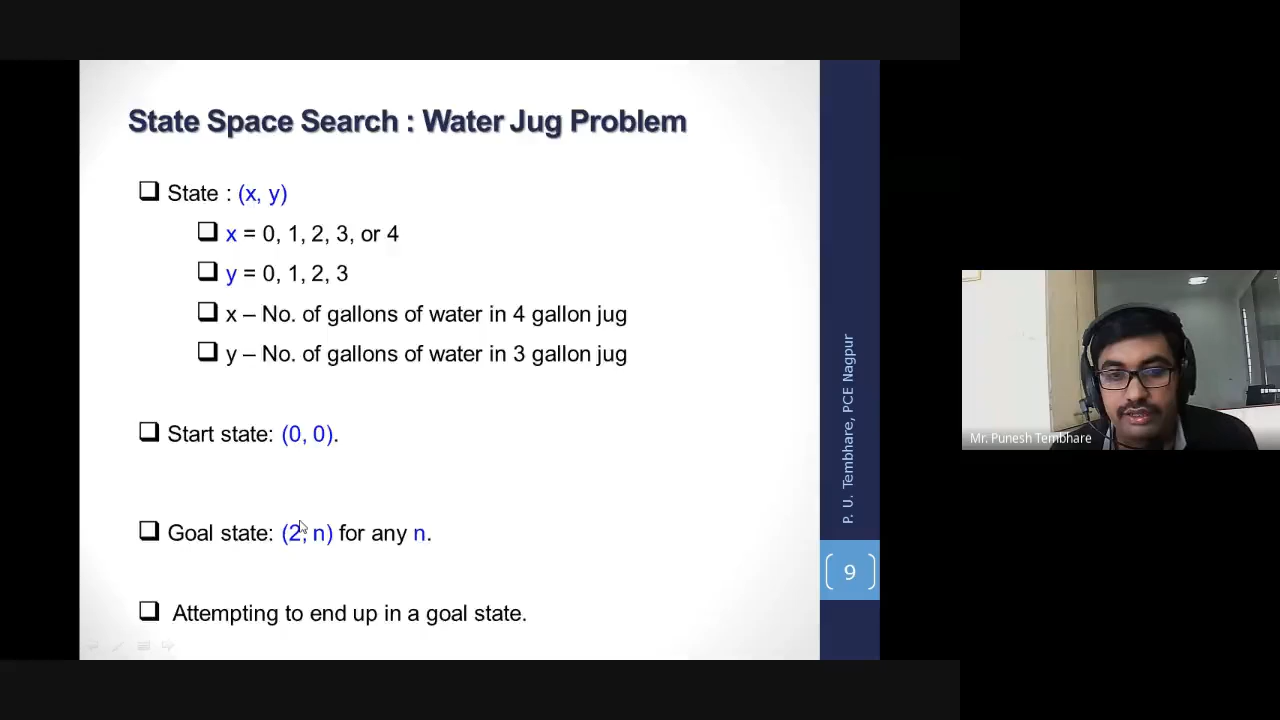 State Space Search : Water Jug Problem
State : (x, y)
x = 0, 1, 2, 3, or 4
y = 0, 1, 2, 3
x – No. of gallons of water in 4 gallon jug
y – No. of gallons of water in 3 gallon jug
Start state: (0, 0).
Goal state: (2, n) for any n.
Attempting to end up in a goal state.
P. U. Tembhare, PCE Nagpur
9
Mr. Punesh Tembhare